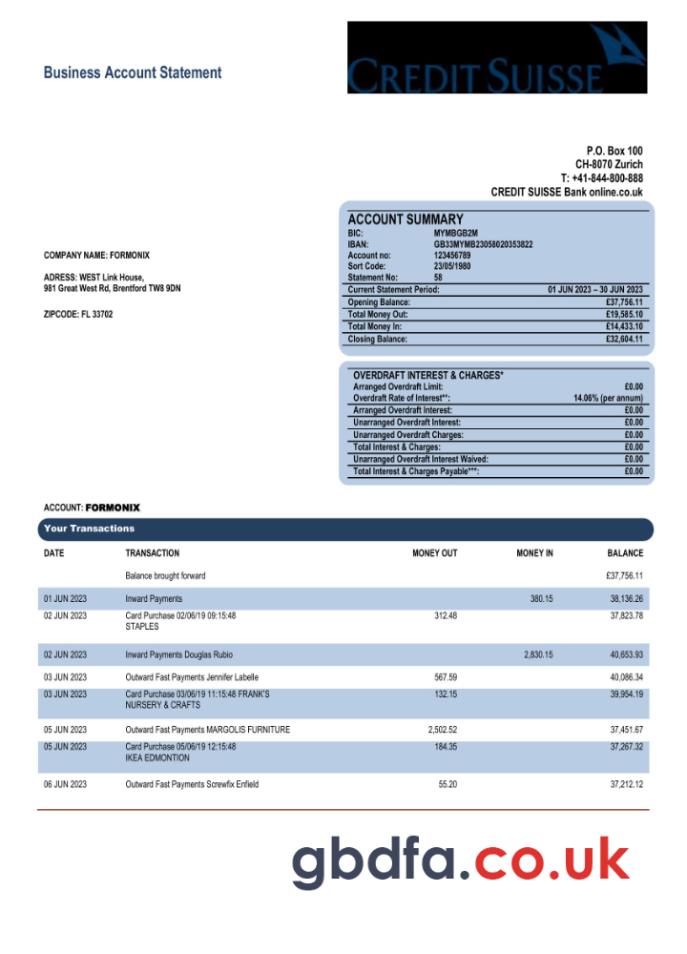 Business Account Statement
CREDIT SUISSE
P.O. Box 100
CH-8070 Zurich
T: +41-844-800-888
CREDIT SUISSE Bank online.co.uk
COMPANY NAME: FORMONIX
ADRESS: WEST Link House,
981 Great West Rd, Brentford TW8 9DN
ZIPCODE: FL 33702
ACCOUNT SUMMARY
BIC: MYMBGB2M
IBAN: GB33MYMB23058020353822
Account no: 123456789
Sort Code: 23/05/1980
Statement No: 58
Current Statement Period: 01 JUN 2023 – 30 JUN 2023
Opening Balance: £37,756.11
Total Money Out: £19,585.10
Total Money In: £14,433.10
Closing Balance: £32,604.11
OVERDRAFT INTEREST & CHARGES*
Arranged Overdraft Limit: £0.00
Overdraft Rate of Interest**: 14.06% (per annum)
Arranged Overdraft Interest: £0.00
Unarranged Overdraft Interest: £0.00
Unarranged Overdraft Charges: £0.00
Total Interest & Charges: £0.00
Unarranged Overdraft Interest Waived: £0.00
Total Interest & Charges Payable***: £0.00
ACCOUNT: FORMONIX
Your Transactions
DATE TRANSACTION MONEY OUT MONEY IN BALANCE
Balance brought forward £37,756.11
01 JUN 2023 Inward Payments 380.15 38,136.26
02 JUN 2023 Card Purchase 02/06/19 09:15:48 312.48 37,823.78
STAPLES
02 JUN 2023 Inward Payments Douglas Rubio 2,830.15 40,653.93
03 JUN 2023 Outward Fast Payments Jennifer Labelle 567.59 40,086.34
03 JUN 2023 Card Purchase 03/06/19 11:15:48 FRANK'S 132.15 39,954.19
NURSERY & CRAFTS
05 JUN 2023 Outward Fast Payments MARGOLIS FURNITURE 2,502.52 37,451.67
05 JUN 2023 Card Purchase 05/06/19 12:15:48 184.35 37,267.32
IKEA EDMONTION
06 JUN 2023 Outward Fast Payments Screwfix Enfield 55.20 37,212.12
gbdfa.co.uk